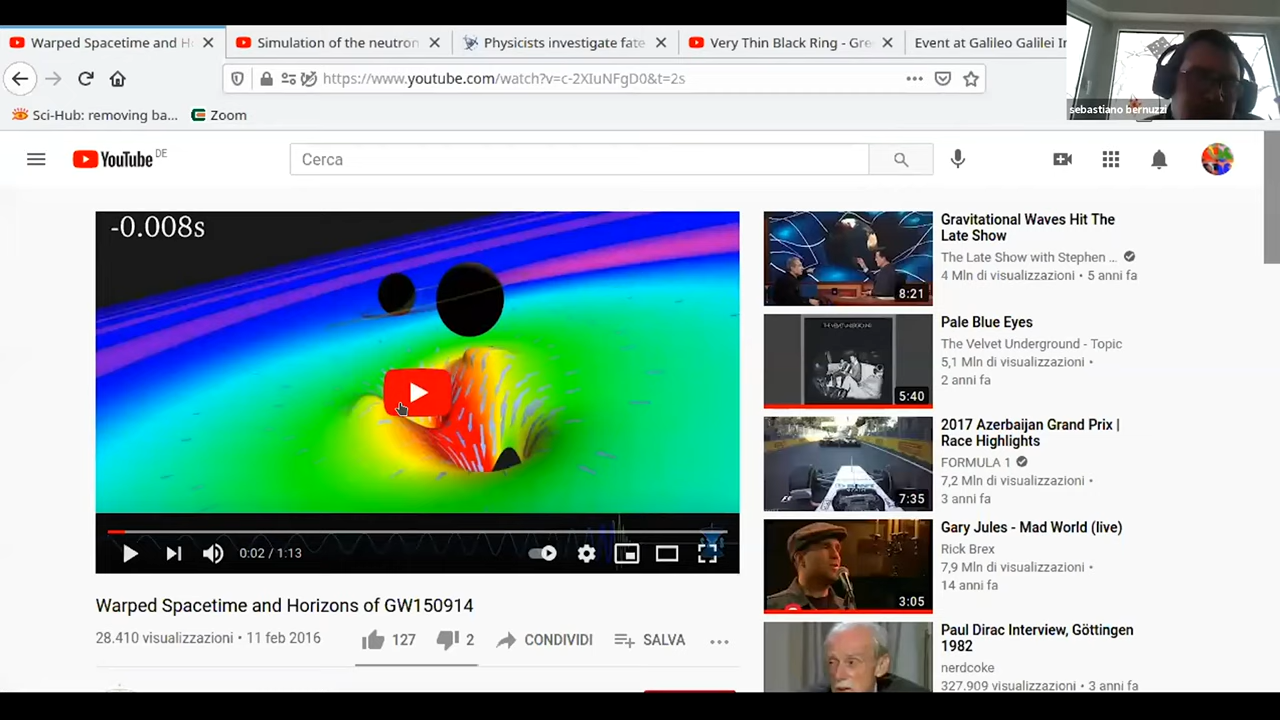 Warped Spacetime and H
Simulation of the neutron
Physicists investigate fate
Very Thin Black Ring - Gre
Event at Galileo Galilei In
https://www.youtube.com/watch?v=c-2XIuNFgD0&t=2s
sebastiano bernuzzi
Sci-Hub: removing ba...
Zoom
YouTube DE
Cerca
-0.008s
0:02 / 1:13
Warped Spacetime and Horizons of GW150914
28.410 visualizzazioni • 11 feb 2016
127
2
CONDIVIDI
SALVA
8:21
Gravitational Waves Hit The
Late Show
The Late Show with Stephen ...
4 Mln di visualizzazioni • 5 anni fa
5:40
Pale Blue Eyes
The Velvet Underground - Topic
5,1 Mln di visualizzazioni •
2 anni fa
7:35
2017 Azerbaijan Grand Prix |
Race Highlights
FORMULA 1
7,2 Mln di visualizzazioni •
3 anni fa
3:05
Gary Jules - Mad World (live)
Rick Brex
7,9 Mln di visualizzazioni •
14 anni fa
Paul Dirac Interview, Göttingen
1982
nerdcoke
327.909 visualizzazioni • 3 anni fa